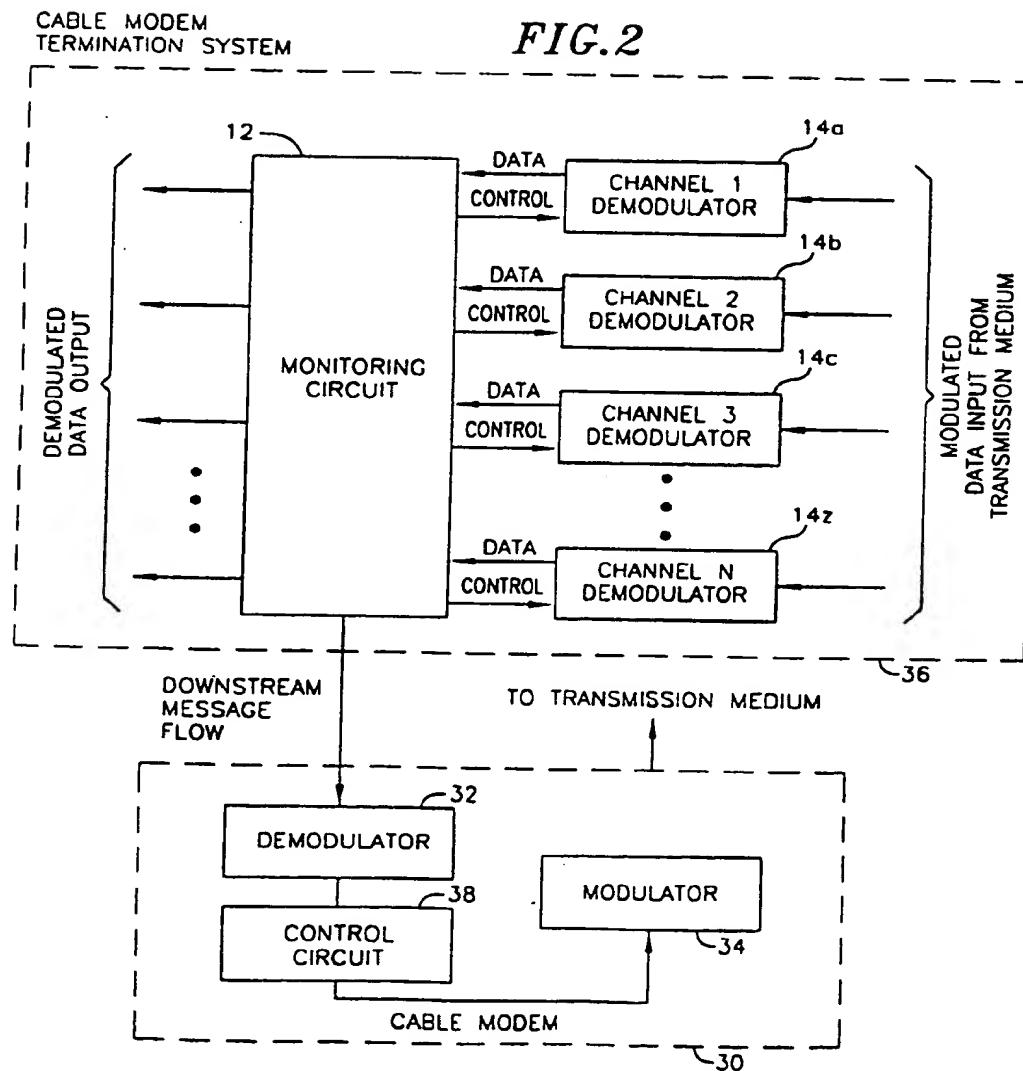 CABLE MODEM
TERMINATION SYSTEM
FIG.2
12
14a
DATA
CONTROL
CHANNEL 1
DEMODULATOR
14b
DATA
CONTROL
CHANNEL 2
DEMODULATOR
14c
DATA
CONTROL
CHANNEL 3
DEMODULATOR
14z
DATA
CONTROL
CHANNEL N
DEMODULATOR
MONITORING
CIRCUIT
DEMODULATED
DATA OUTPUT
MODULATED
DATA INPUT FROM
TRANSMISSION MEDIUM
36
DOWNSTREAM
MESSAGE
FLOW
TO TRANSMISSION MEDIUM
32
DEMODULATOR
38
CONTROL
CIRCUIT
MODULATOR
34
CABLE MODEM
30